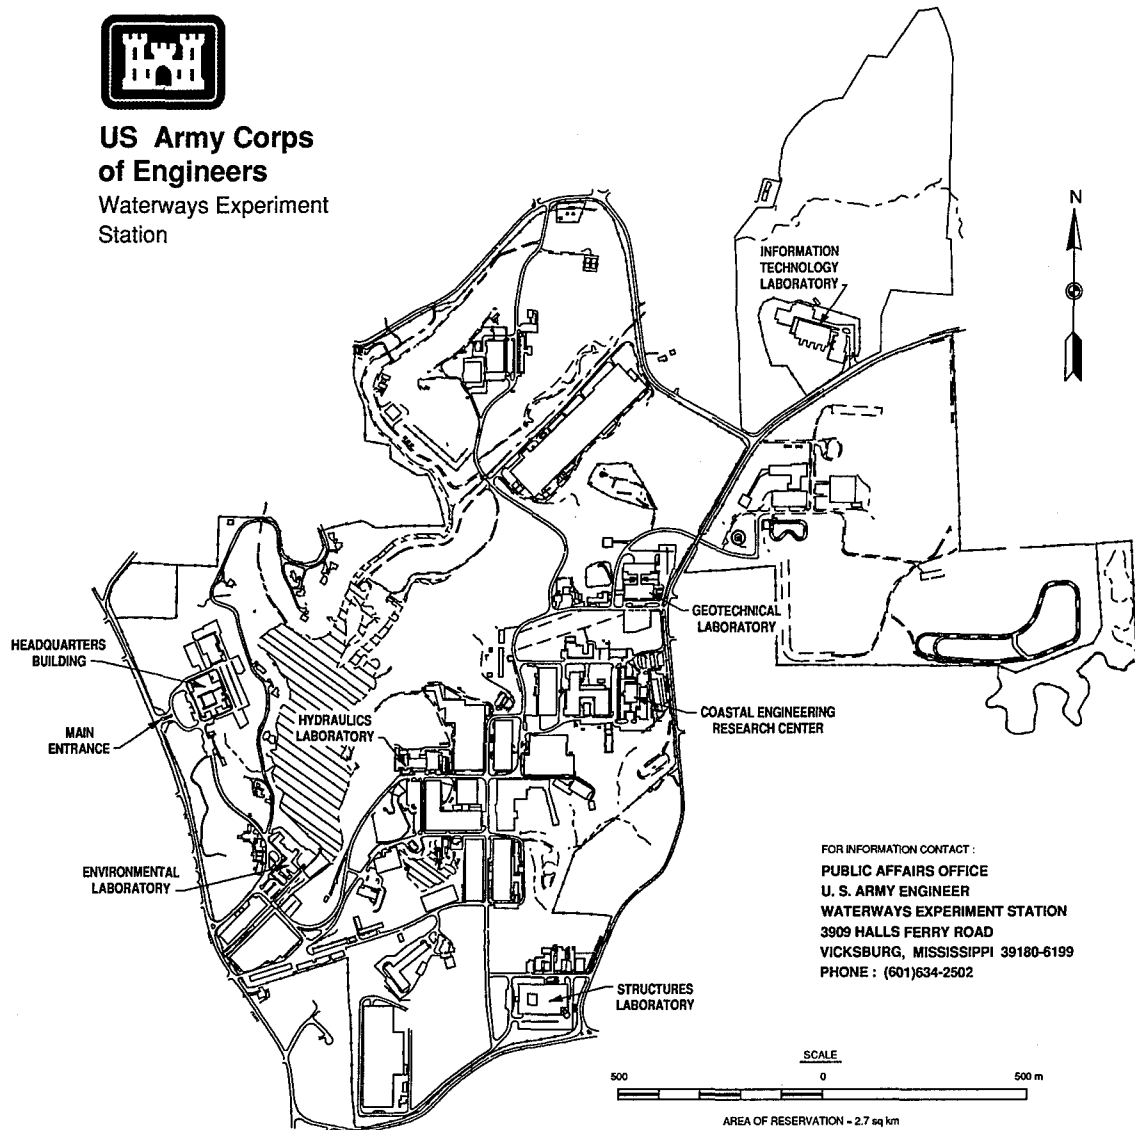 US Army Corps
of Engineers
Waterways Experiment
Station
N
INFORMATION
TECHNOLOGY
LABORATORY
GEOTECHNICAL
LABORATORY
HEADQUARTERS
BUILDING
MAIN
ENTRANCE
HYDRAULICS
LABORATORY
COASTAL ENGINEERING
RESEARCH CENTER
ENVIRONMENTAL
LABORATORY
STRUCTURES
LABORATORY
FOR INFORMATION CONTACT :
PUBLIC AFFAIRS OFFICE
U. S. ARMY ENGINEER
WATERWAYS EXPERIMENT STATION
3909 HALLS FERRY ROAD
VICKSBURG, MISSISSIPPI 39180-6199
PHONE : (601)634-2502
SCALE
500 0 500 m
AREA OF RESERVATION = 2.7 sq km